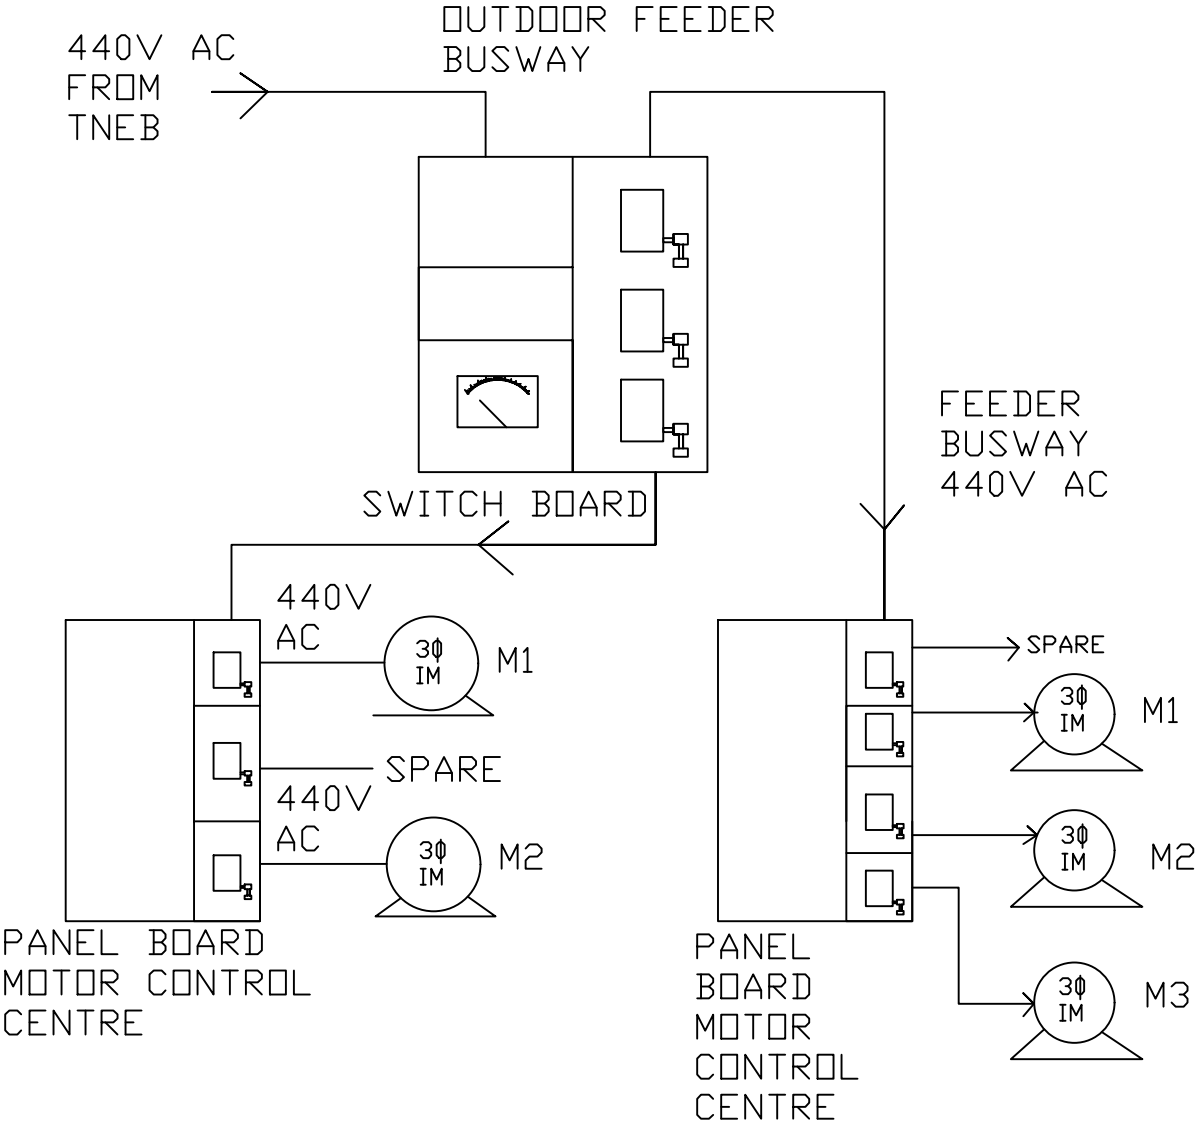 OUTDOOR FEEDER
BUSWAY
440V AC
FROM
TNEB
FEEDER
BUSWAY
440V AC
SWITCH BOARD
440V
AC
3ϕ
IM
M1
SPARE
440V
AC
3ϕ
IM
M2
PANEL BOARD
MOTOR CONTROL
CENTRE
SPARE
3ϕ
IM
M1
3ϕ
IM
M2
3ϕ
IM
M3
PANEL
BOARD
MOTOR
CONTROL
CENTRE